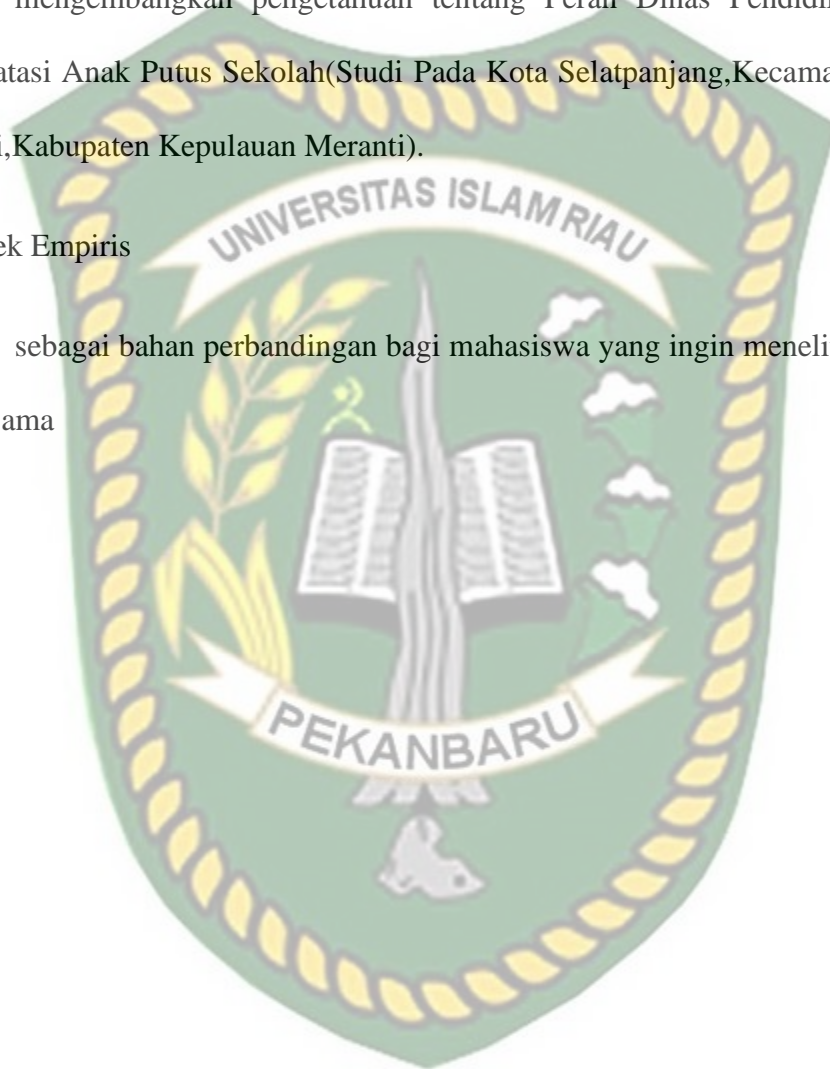 mengembangkan pengetahuan tentang Peran Dinas
atasi Anak Putus Sekolah(Studi Pada Kota Selatpanjang,Kecama
i,Kabupaten Kepulauan Meranti).
UNIVERSITAS ISLAM RIAU
ek Empiris
sebagai bahan perbandingan bagi mahasiswa yang ingin meneli
ama
PEKANBARU